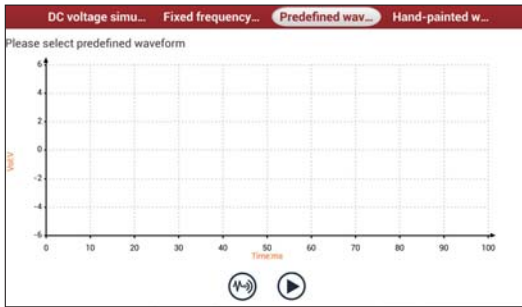 DC voltage simu... Fixed frequency... Predefined wav... Hand-painted w...
Please select predefined waveform
6
4
2
0
-2
-4
-6
Vol:V
0 10 20 30 40 50 60 70 80 90 100
Time:ms